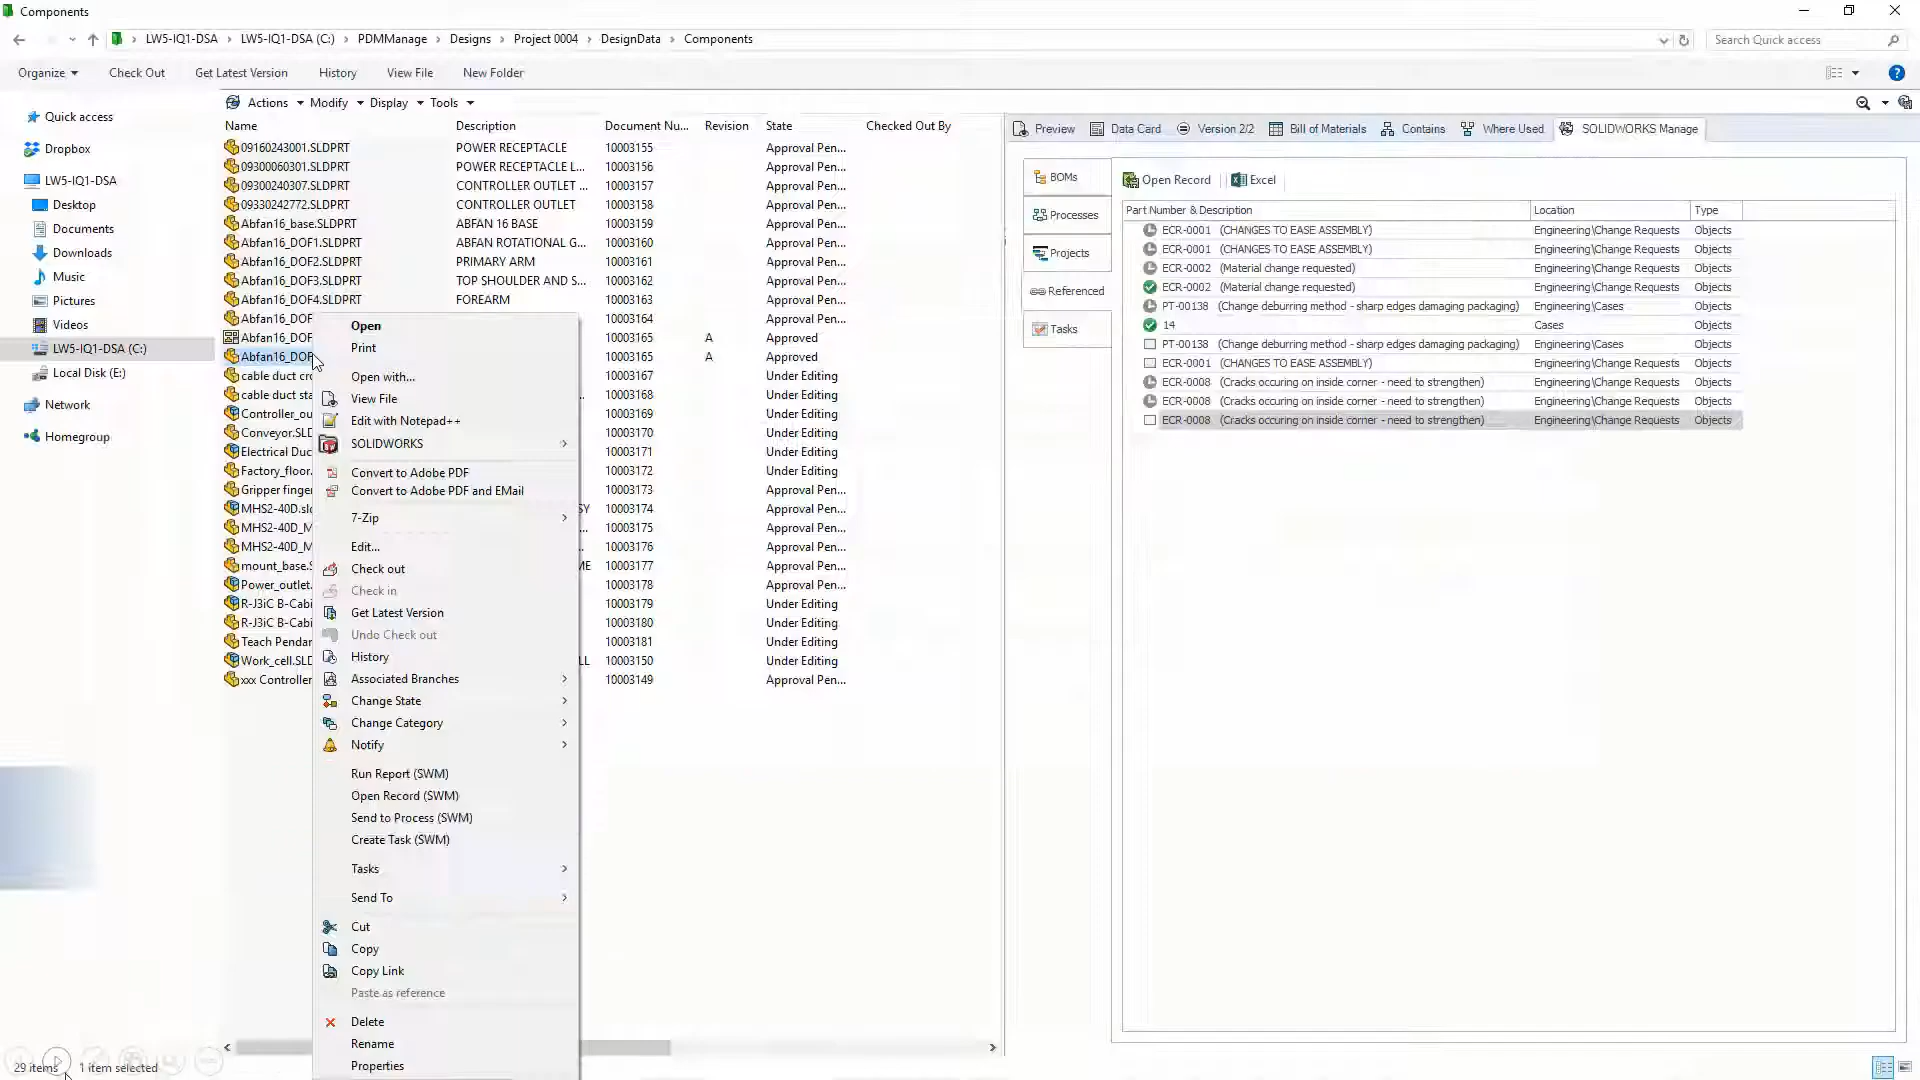 Components
LW5-IQ1-DSA > LW5-IQ1-DSA (C:) > PDMManage > Designs > Project 0004 > DesignData > Components
Search Quick access
Organize Check Out Get Latest Version History View File New Folder
Actions Modify Display Tools
Quick access
Dropbox
LW5-IQ1-DSA
Desktop
Documents
Downloads
Music
Pictures
Videos
LW5-IQ1-DSA (C:)
Local Disk (E:)
Network
Homegroup
Name Description Document Nu... Revision State Checked Out By
09160243001.SLDPRT POWER RECEPTACLE 10003155 Approval Pen...
09300060301.SLDPRT POWER RECEPTACLE L... 10003156 Approval Pen...
09300240307.SLDPRT CONTROLLER OUTLET ... 10003157 Approval Pen...
09330242772.SLDPRT CONTROLLER OUTLET 10003158 Approval Pen...
Abfan16_base.SLDPRT ABFAN 16 BASE 10003159 Approval Pen...
Abfan16_DOF1.SLDPRT ABFAN ROTATIONAL G... 10003160 Approval Pen...
Abfan16_DOF2.SLDPRT PRIMARY ARM 10003161 Approval Pen...
Abfan16_DOF3.SLDPRT TOP SHOULDER AND S... 10003162 Approval Pen...
Abfan16_DOF4.SLDPRT FOREARM 10003163 Approval Pen...
Abfan16_DOF 10003164 Approval Pen...
Abfan16_DOF 10003165 A Approved
Abfan16_DOF 10003165 A Approved
cable duct cr 10003167 Under Editing
cable duct sta ... 10003168 Under Editing
Controller_ou 10003169 Under Editing
Conveyor.SLD 10003170 Under Editing
Electrical Duc 10003171 Under Editing
Factory_floor. 10003172 Under Editing
Gripper finger 10003173 Approval Pen...
MHS2-40D.sl SY 10003174 Approval Pen...
MHS2-40D_M ... 10003175 Approval Pen...
MHS2-40D_M ... 10003176 Approval Pen...
mount_base.S ME 10003177 Approval Pen...
Power_outlet. 10003178 Approval Pen...
R-J3iC B-Cabi 10003179 Under Editing
R-J3iC B-Cabi 10003180 Under Editing
Teach Pendar 10003181 Under Editing
Work_cell.SLD LL 10003150 Under Editing
xxx Controller 10003149 Approval Pen...
Open
Print
Open with...
View File
Edit with Notepad++
SOLIDWORKS
Convert to Adobe PDF
Convert to Adobe PDF and EMail
7-Zip
Edit...
Check out
Check in
Get Latest Version
Undo Check out
History
Associated Branches
Change State
Change Category
Notify
Run Report (SWM)
Open Record (SWM)
Send to Process (SWM)
Create Task (SWM)
Tasks
Send To
Cut
Copy
Copy Link
Paste as reference
Delete
Rename
Properties
Preview Data Card Version 2/2 Bill of Materials Contains Where Used SOLIDWORKS Manage
BOMs
Processes
Projects
Referenced
Tasks
Open Record Excel
Part Number & Description Location Type
ECR-0001 (CHANGES TO EASE ASSEMBLY) Engineering\Change Requests Objects
ECR-0001 (CHANGES TO EASE ASSEMBLY) Engineering\Change Requests Objects
ECR-0002 (Material change requested) Engineering\Change Requests Objects
ECR-0002 (Material change requested) Engineering\Change Requests Objects
PT-00138 (Change deburring method - sharp edges damaging packaging) Engineering\Cases Objects
14 Cases Objects
PT-00138 (Change deburring method - sharp edges damaging packaging) Engineering\Cases Objects
ECR-0001 (CHANGES TO EASE ASSEMBLY) Engineering\Change Requests Objects
ECR-0008 (Cracks occuring on inside corner - need to strengthen) Engineering\Change Requests Objects
ECR-0008 (Cracks occuring on inside corner - need to strengthen) Engineering\Change Requests Objects
ECR-0008 (Cracks occuring on inside corner - need to strengthen) Engineering\Change Requests Objects
29 items 1 item selected